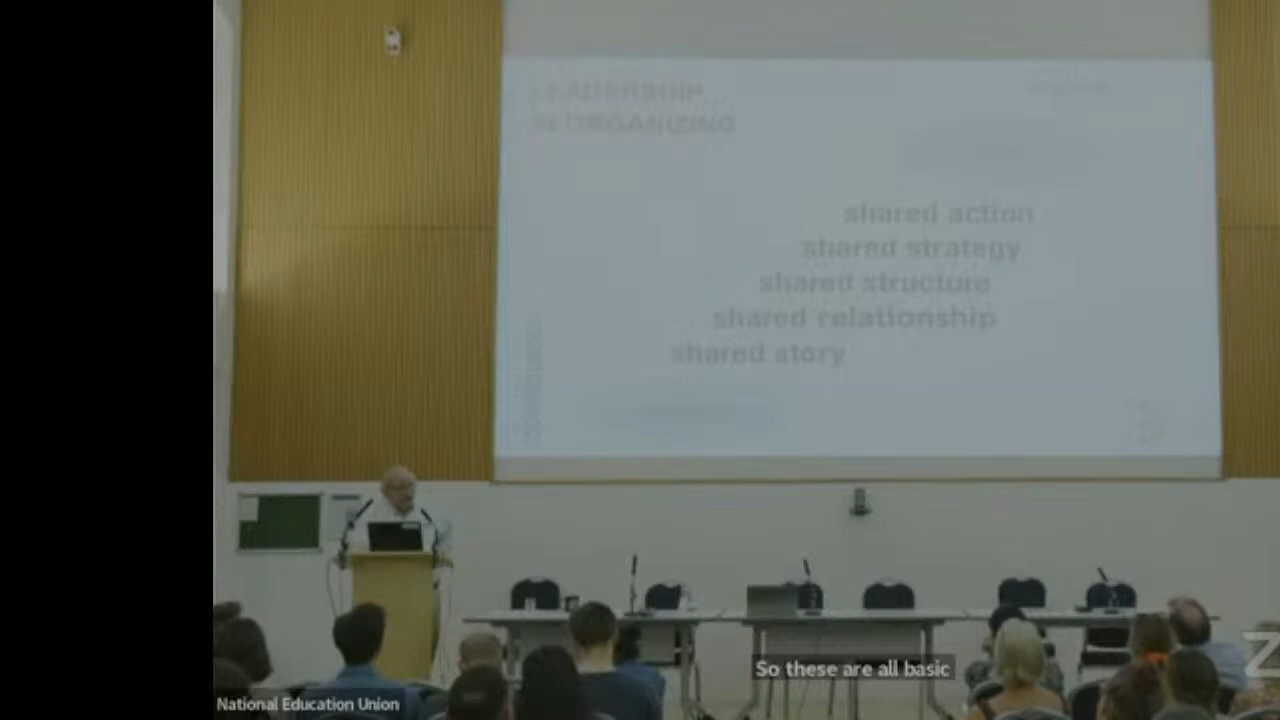 LEADERSHIP
IN ORGANIZING
shared action
shared strategy
shared structure
shared relationship
shared story
So these are all basic
National Education Union
Z